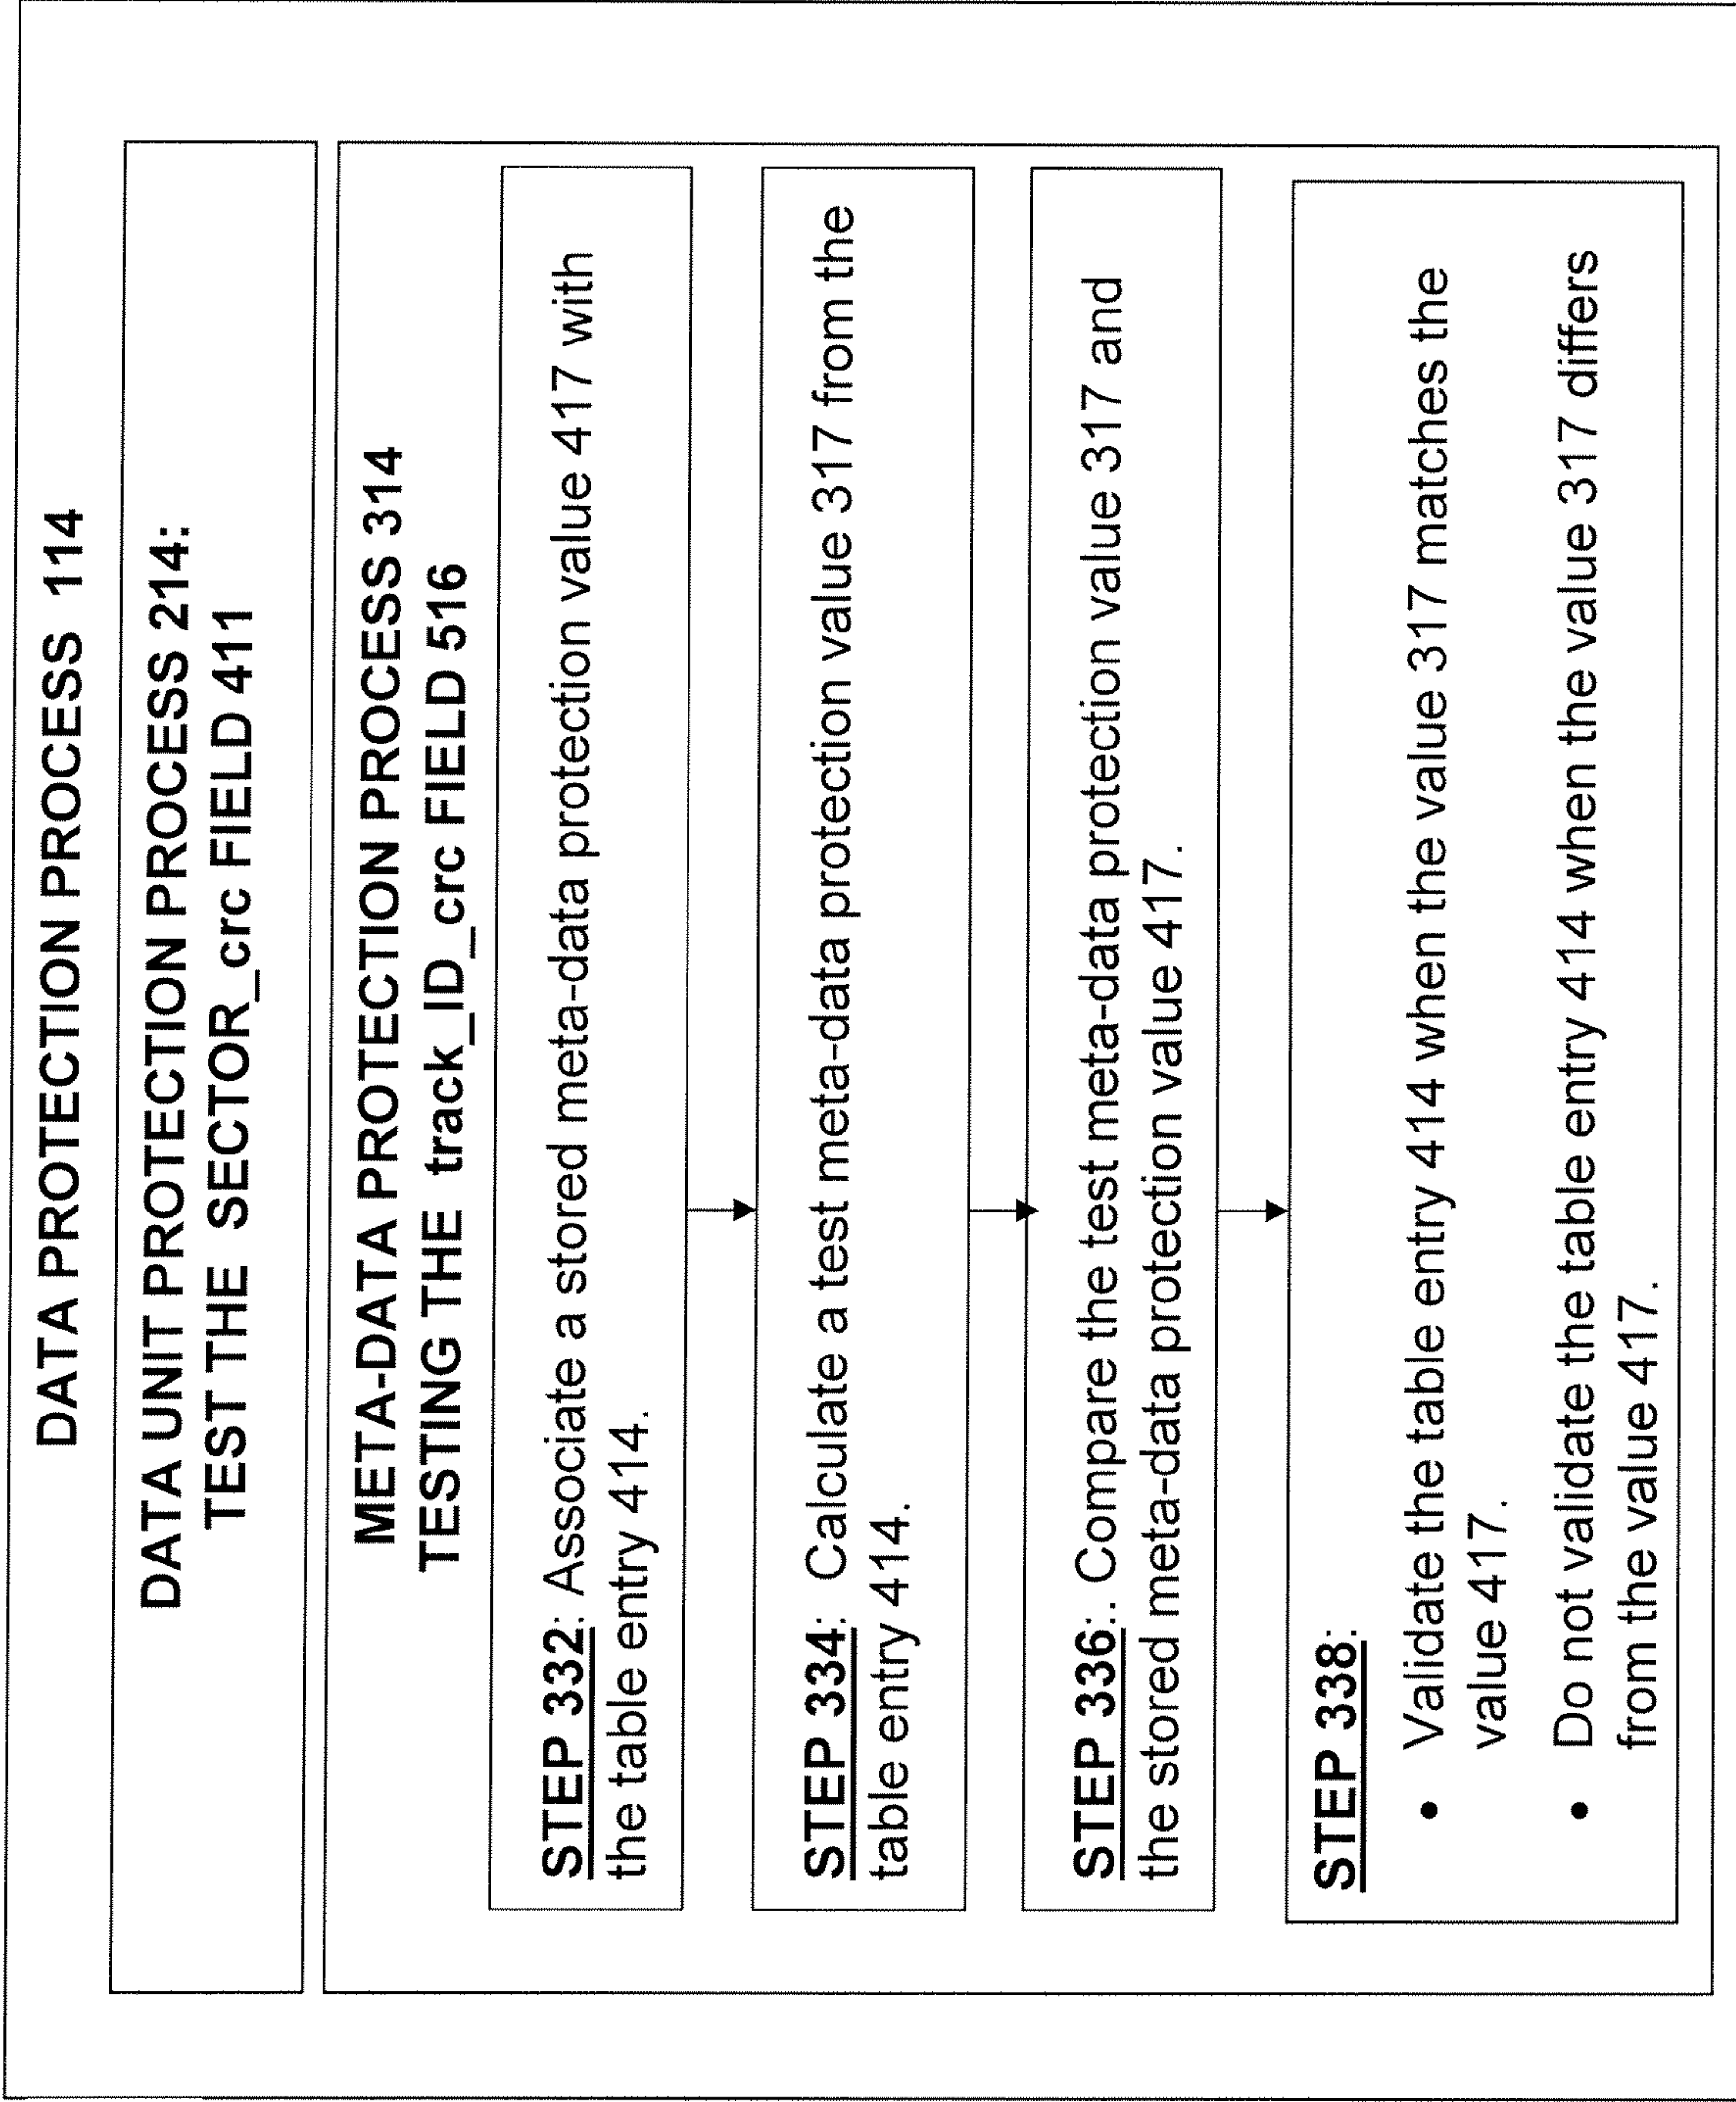 DATA PROTECTION PROCESS 114
DATA UNIT PROTECTION PROCESS 214:
TEST THE SECTOR_crc FIELD 411
META-DATA PROTECTION PROCESS 314
TESTING THE track_ID_crc FIELD 516
STEP 332: Associate a stored meta-data protection value 417 with
the table entry 414.
STEP 334: Calculate a test meta-data protection value 317 from the
table entry 414.
STEP 336:. Compare the test meta-data protection value 317 and
the stored meta-data protection value 417.
STEP 338:
• Validate the table entry 414 when the value 317 matches the
value 417.
• Do not validate the table entry 414 when the value 317 differs
from the value 417.